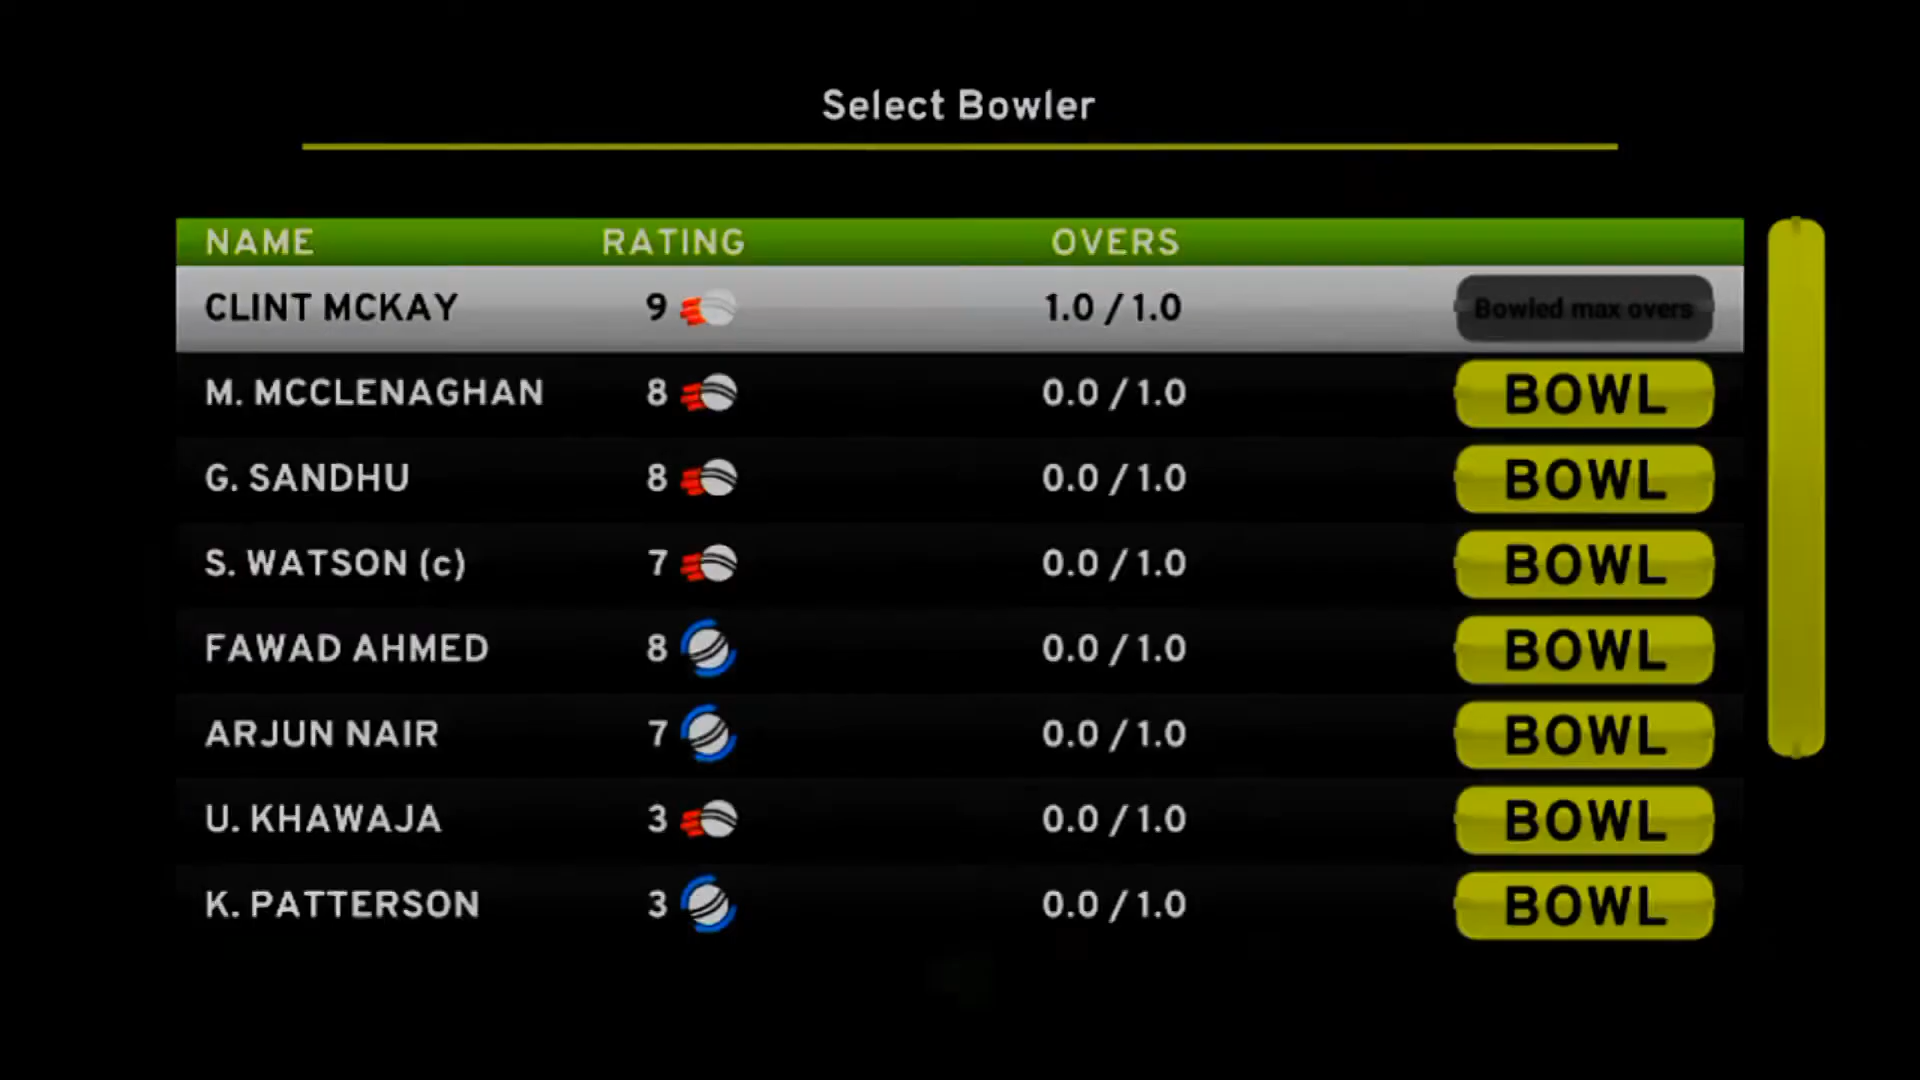 Select Bowler
NAME RATING OVERS
CLINT MCKAY 9 1.0 / 1.0 Bowled max overs
M. MCCLENAGHAN 8 0.0 / 1.0 BOWL
G. SANDHU 8 0.0 / 1.0 BOWL
S. WATSON (c) 7 0.0 / 1.0 BOWL
FAWAD AHMED 8 0.0 / 1.0 BOWL
ARJUN NAIR 7 0.0 / 1.0 BOWL
U. KHAWAJA 3 0.0 / 1.0 BOWL
K. PATTERSON 3 0.0 / 1.0 BOWL